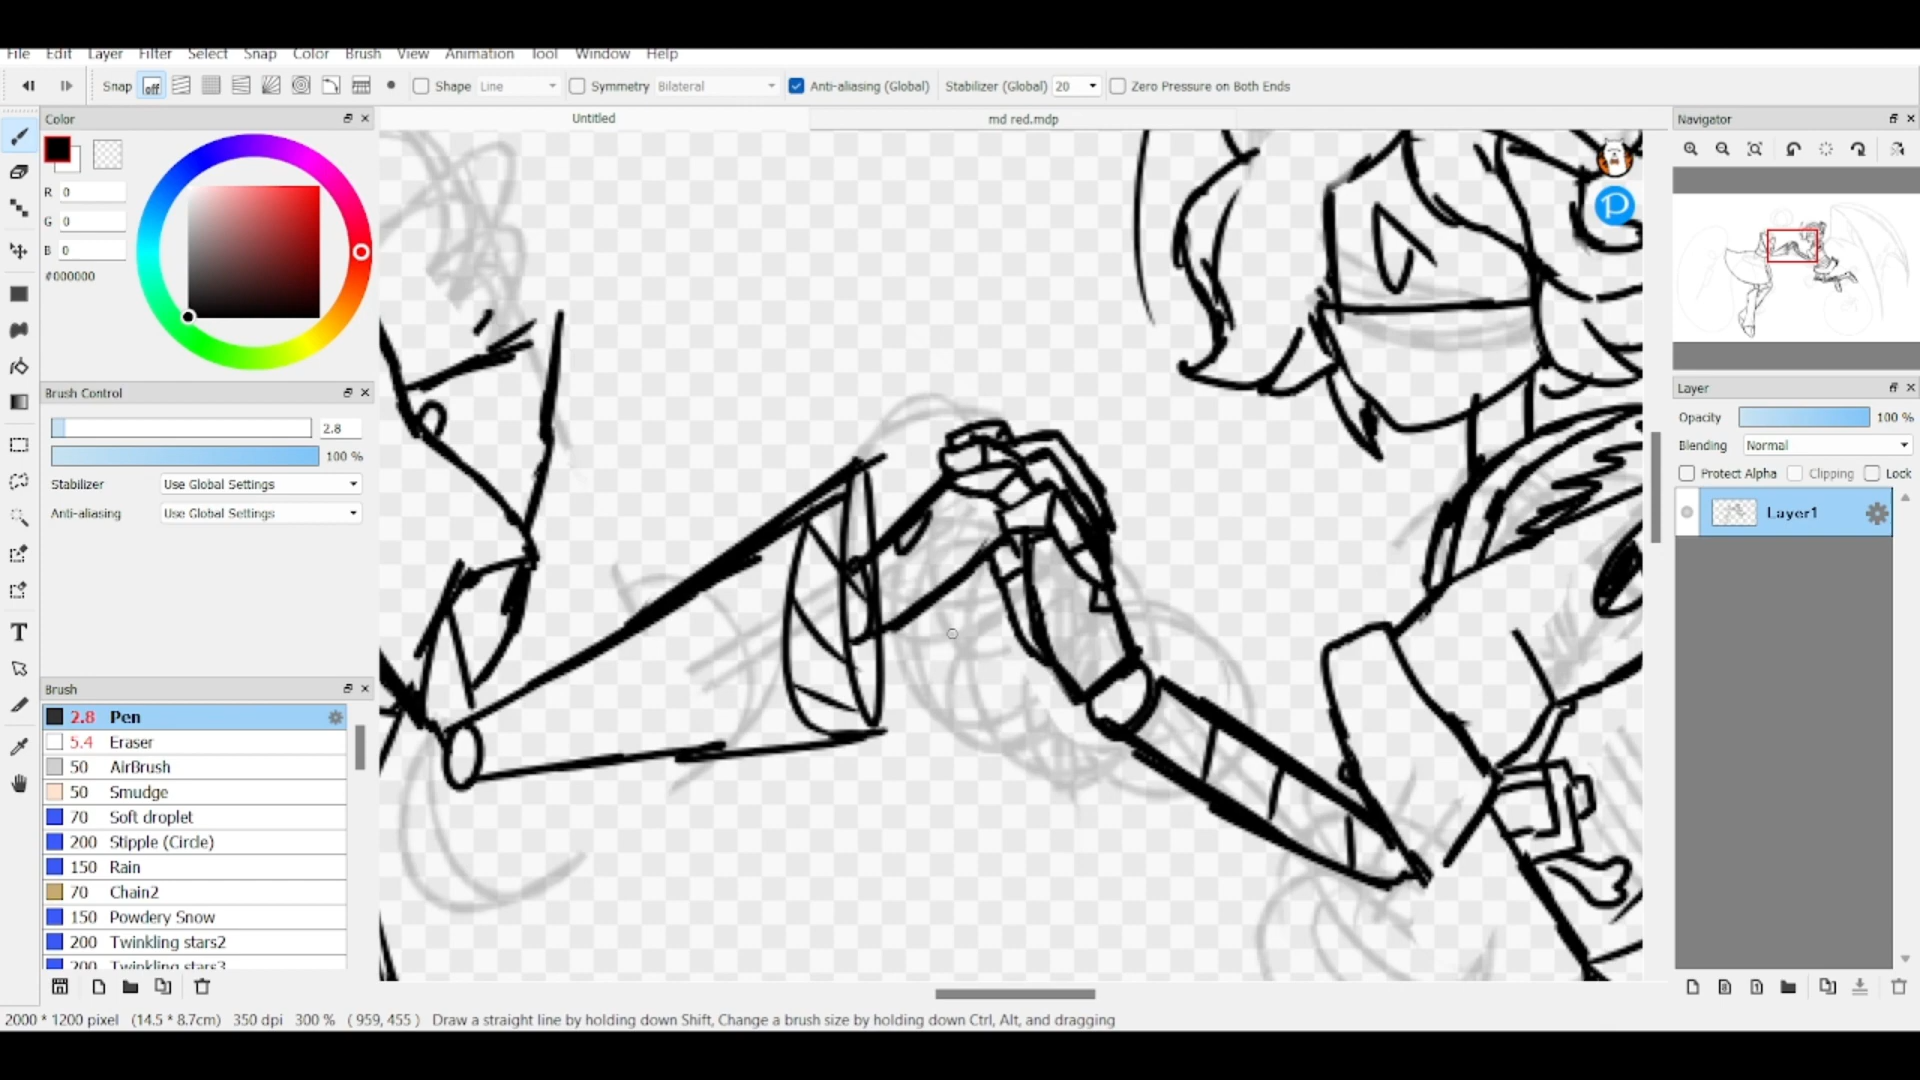 File Edit Layer Filter Select Snap Color Brush View Animation Tool Window Help
Snap off Shape Line Symmetry Bilateral Anti-aliasing (Global) Stabilizer (Global) 20 Zero Pressure on Both Ends
Color
Untitled
md red.mdp
Navigator
R 0
G 0
B 0
#000000
Brush Control
2.8
100 %
Stabilizer Use Global Settings
Anti-aliasing Use Global Settings
Layer
Opacity 100 %
Blending Normal
Protect Alpha Clipping Lock
Layer1
Brush
2.8 Pen
5.4 Eraser
50 AirBrush
50 Smudge
70 Soft droplet
200 Stipple (Circle)
150 Rain
70 Chain2
150 Powdery Snow
200 Twinkling stars2
200 Twinkling stars3
2000 * 1200 pixel (14.5 * 8.7cm) 350 dpi 300 % ( 959, 455 ) Draw a straight line by holding down Shift, Change a brush size by holding down Ctrl, Alt, and dragging